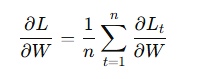 ∂L/∂W = 1/n ∑_{t=1}^{n} ∂L_t/∂W